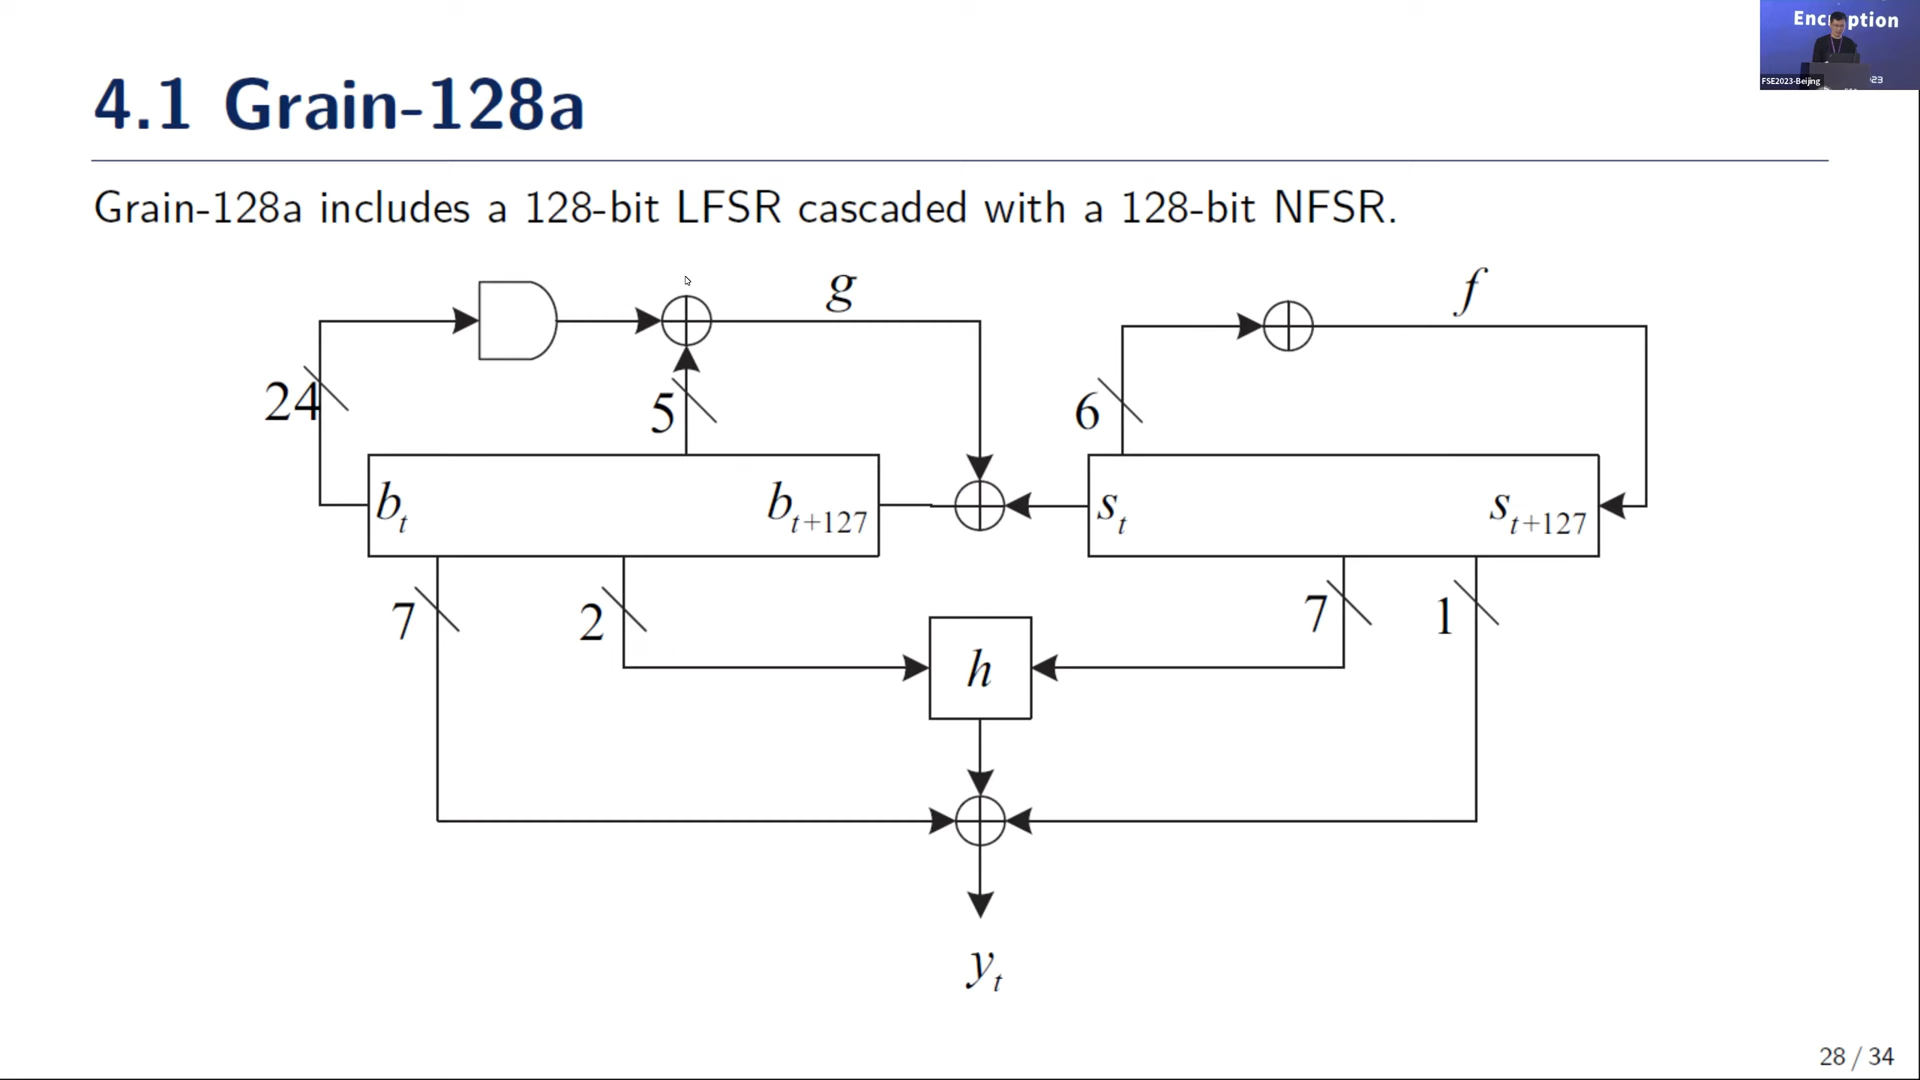 Encryption
FSE2023-Beijing
4.1 Grain-128a
Grain-128a includes a 128-bit LFSR cascaded with a 128-bit NFSR.
g
f
24
5
6
b_t
b_{t+127}
s_t
s_{t+127}
7
2
7
1
h
y_t
28 / 34